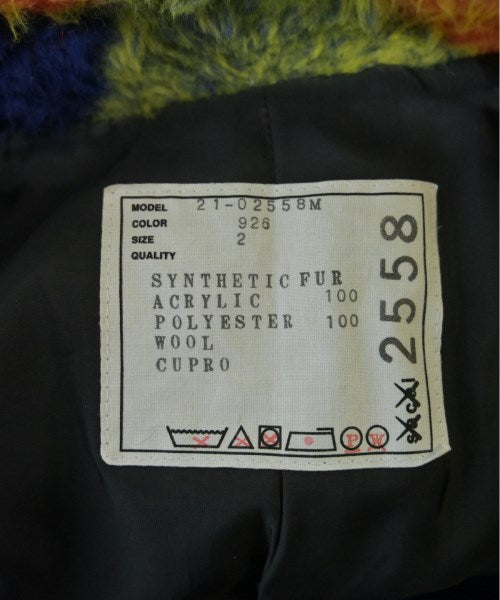 MODEL 21-02558M
COLOR 926
SIZE 2
QUALITY
SYNTHETIC FUR
ACRYLIC 100
POLYESTER 100
WOOL
CUPRO
P W
2558
sacai